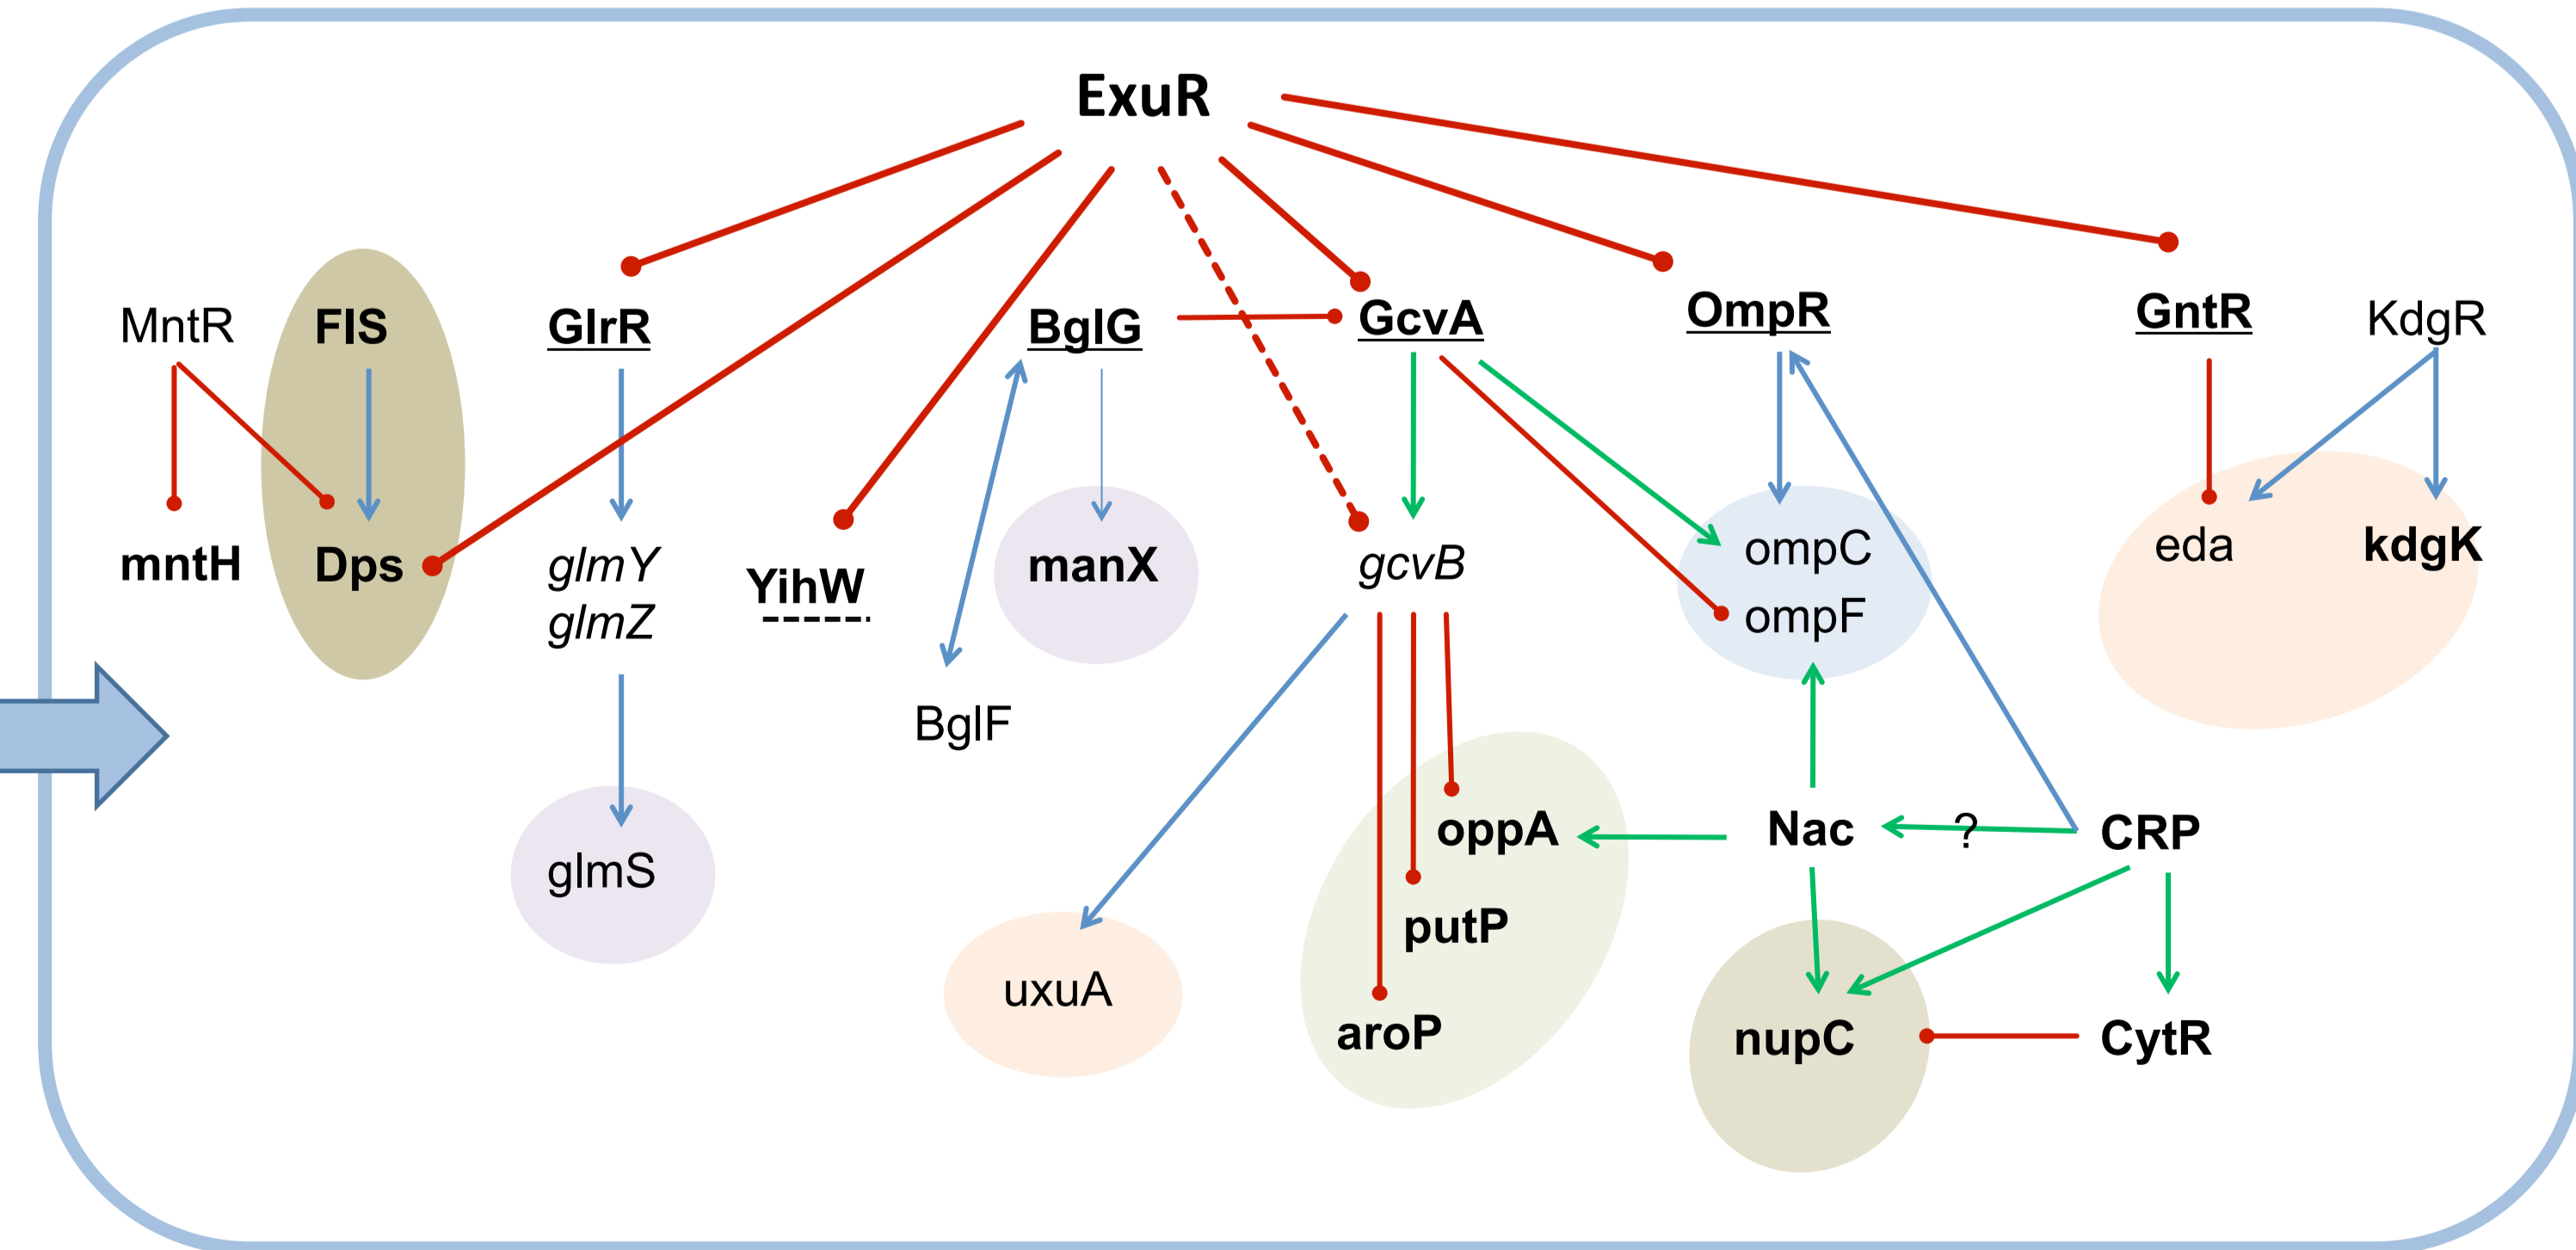 ExuR
MntR
FIS
GlrR
BglG
GcvA
OmpR
GntR
KdgR
mntH
Dps
glmY
glmZ
YihW
manX
gcvB
ompC
ompF
eda
kdgK
BglF
glmS
oppA
Nac
?
CRP
putP
uxuA
aroP
nupC
CytR